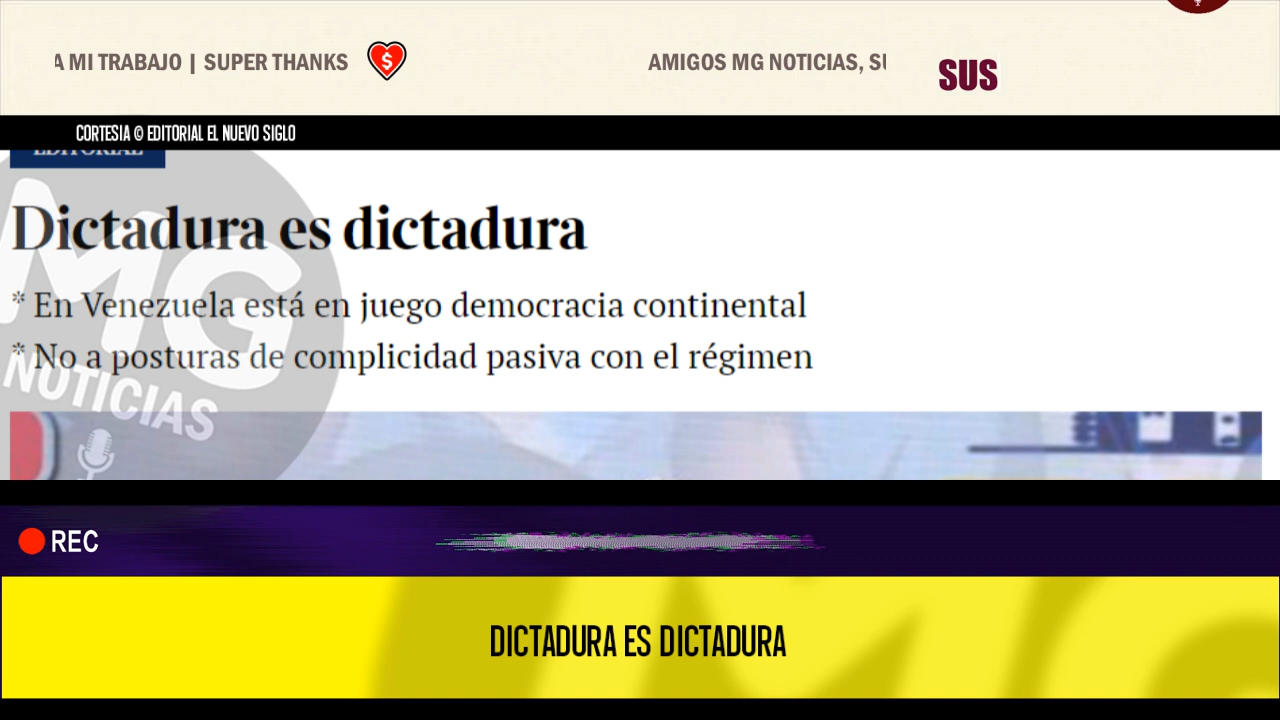 A MI TRABAJO | SUPER THANKS
$
AMIGOS MG NOTICIAS, SU
SUS
CORTESIA © EDITORIAL EL NUEVO SIGLO
EDITORIAL
Dictadura es dictadura
* En Venezuela está en juego democracia continental
* No a posturas de complicidad pasiva con el régimen
MG
NOTICIAS
REC
DICTADURA ES DICTADURA